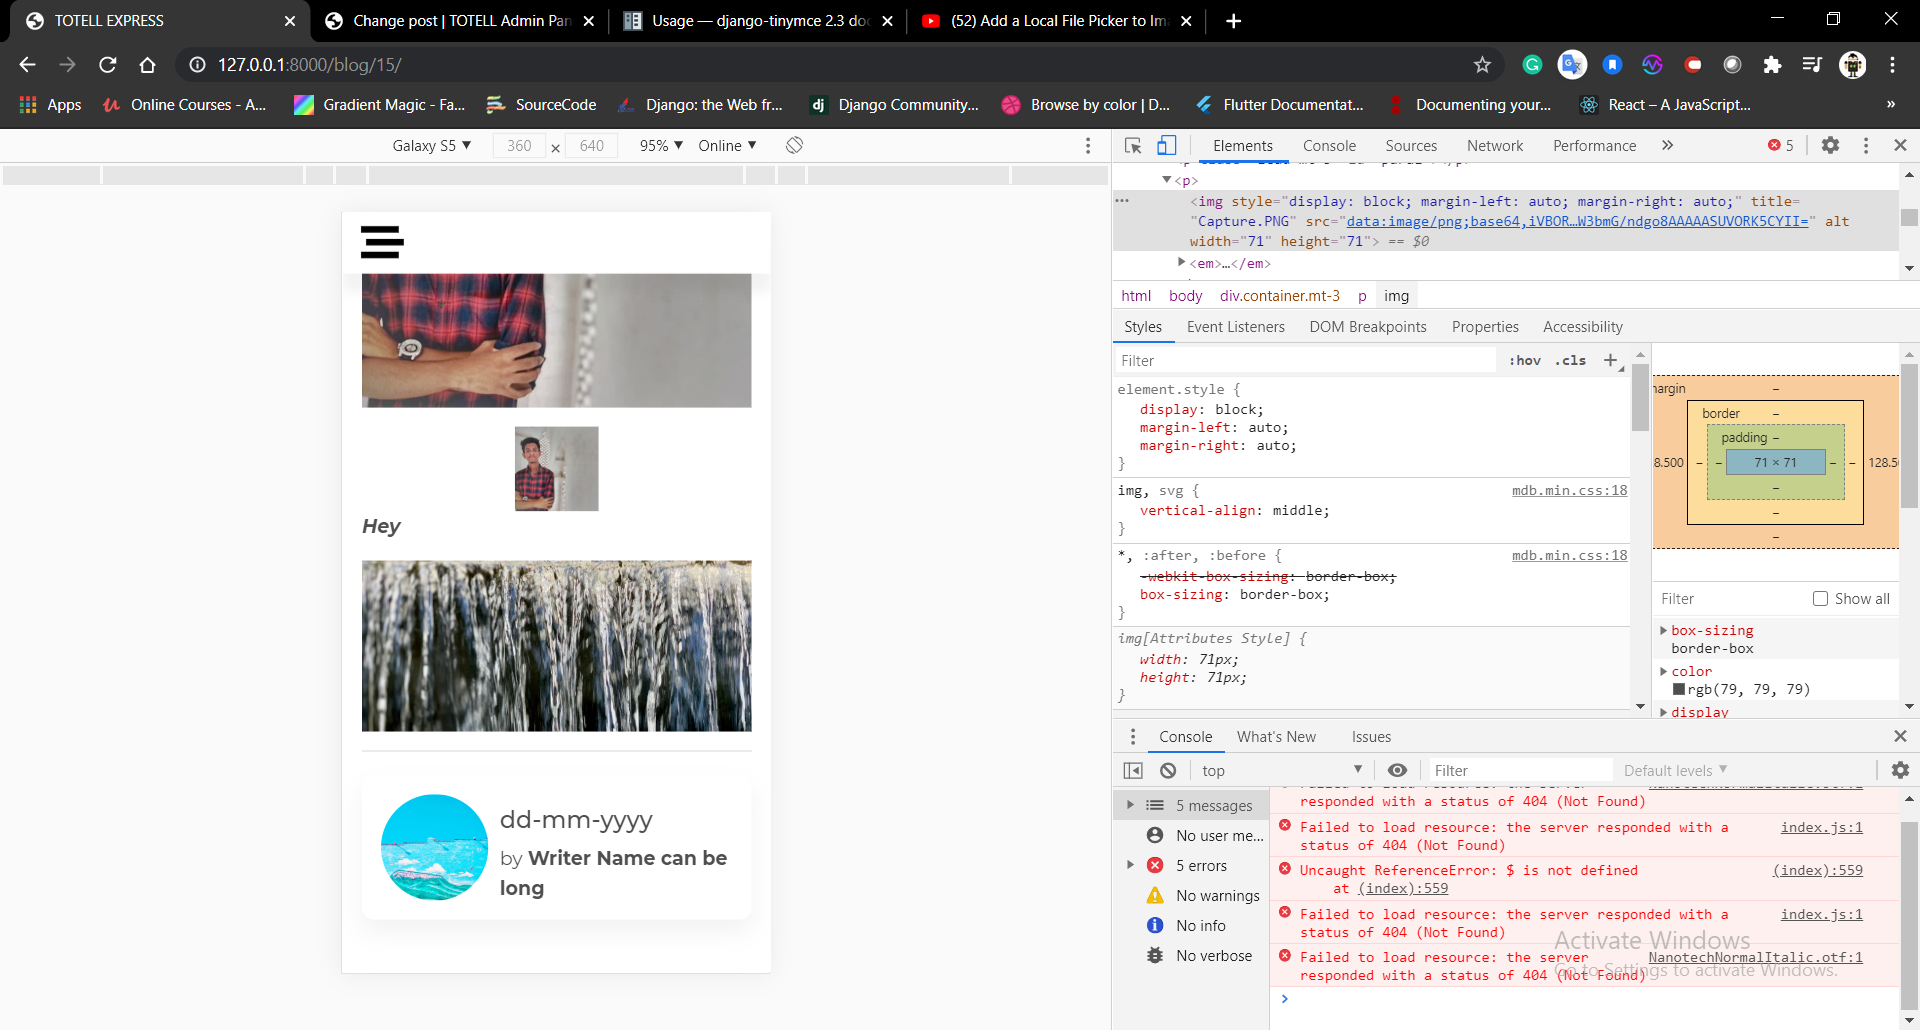 TOTELL EXPRESS
Change post | TOTELL Admin Pan
Usage — django-tinymce 2.3 doc
(52) Add a Local File Picker to Im
127.0.0.1:8000/blog/15/
Apps
Online Courses - A...
Gradient Magic - Fa...
SourceCode
Django: the Web fr...
Django Community...
Browse by color | D...
Flutter Documentat...
Documenting your...
React – A JavaScript...
»
Galaxy S5 ▼ 360 × 640 95% ▼ Online ▼
Elements Console Sources Network Performance » 5
▼<p>
<img style="display: block; margin-left: auto; margin-right: auto;" title=
"Capture.PNG" src="data:image/png;base64,iVBOR…W3bmG/ndgo8AAAAASUVORK5CYII=" alt
width="71" height="71"> == $0
▶<em>…</em>
html body div.container.mt-3 p img
Styles Event Listeners DOM Breakpoints Properties Accessibility
Filter :hov .cls +
element.style {
display: block;
margin-left: auto;
margin-right: auto;
}
img, svg { mdb.min.css:18
vertical-align: middle;
}
*, :after, :before { mdb.min.css:18
-webkit-box-sizing: border-box;
box-sizing: border-box;
}
img[Attributes Style] {
width: 71px;
height: 71px;
}
margin –
border –
padding –
8.500 – – 71 × 71 – – 128.5
–
–
–
Filter Show all
box-sizing
border-box
color
rgb(79, 79, 79)
display
Hey
dd-mm-yyyy
by Writer Name can be
long
Console What's New Issues
top Filter Default levels ▼
5 messages
No user me...
5 errors
No warnings
No info
No verbose
responded with a status of 404 (Not Found)
Failed to load resource: the server responded with a index.js:1
status of 404 (Not Found)
Uncaught ReferenceError: $ is not defined (index):559
at (index):559
Failed to load resource: the server responded with a index.js:1
status of 404 (Not Found)
Failed to load resource: the server NanotechNormalItalic.otf:1
responded with a status of 404 (Not Found)
Activate Windows
Go to Settings to activate Windows.